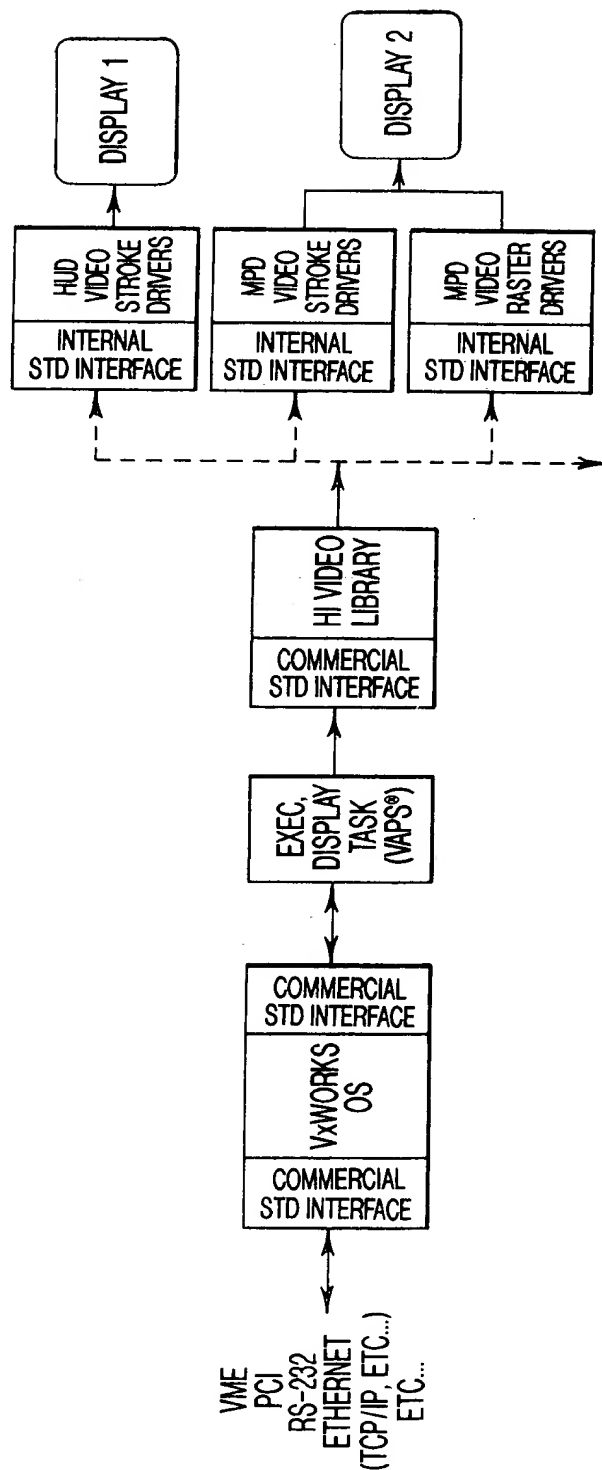 VME
PCI
RS-232
ETHERNET
(TCP/IP, ETC...)
ETC...
COMMERCIAL
STD INTERFACE
VxWORKS
OS
COMMERCIAL
STD INTERFACE
EXEC,
DISPLAY
TASK
(VAPS®)
COMMERCIAL
STD INTERFACE
HI VIDEO
LIBRARY
INTERNAL
STD INTERFACE
HUD
VIDEO
STROKE
DRIVERS
DISPLAY 1
INTERNAL
STD INTERFACE
MPD
VIDEO
STROKE
DRIVERS
INTERNAL
STD INTERFACE
MPD
VIDEO
RASTER
DRIVERS
DISPLAY 2